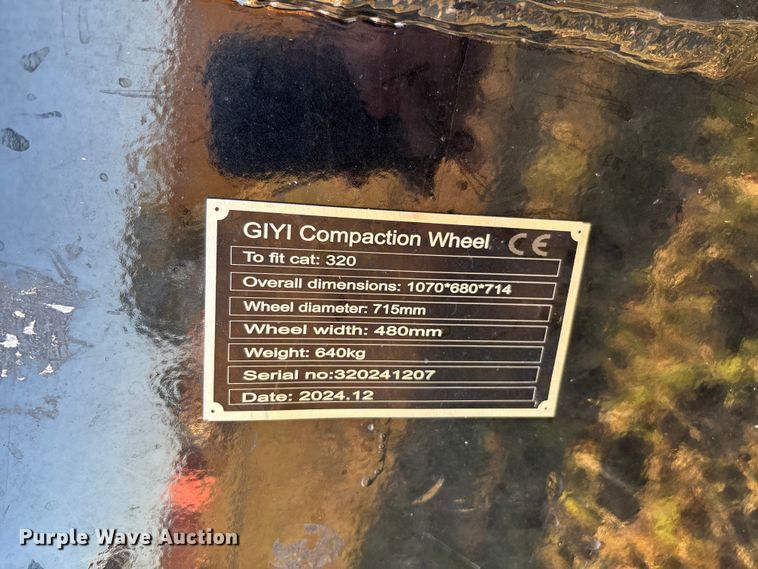 GIYI Compaction Wheel CE
To fit cat: 320
Overall dimensions: 1070*680*714
Wheel diameter: 715mm
Wheel width: 480mm
Weight: 640kg
Serial no:320241207
Date: 2024.12
Purple Wave Auction